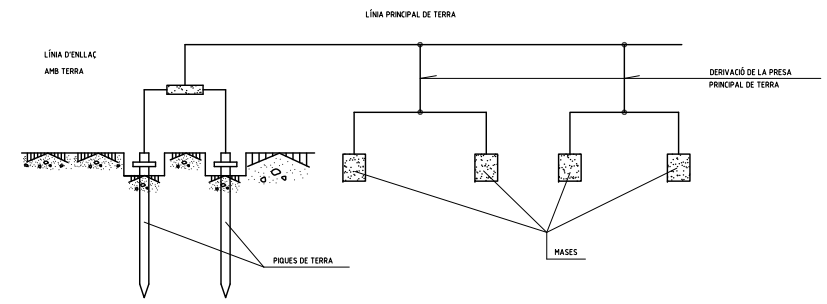 LÍNIA PRINCIPAL DE TERRA
LÍNIA D'ENLLAÇ
AMB TERRA
DERIVACIÓ DE LA PRESA
PRINCIPAL DE TERRA
PIQUES DE TERRA
MASES